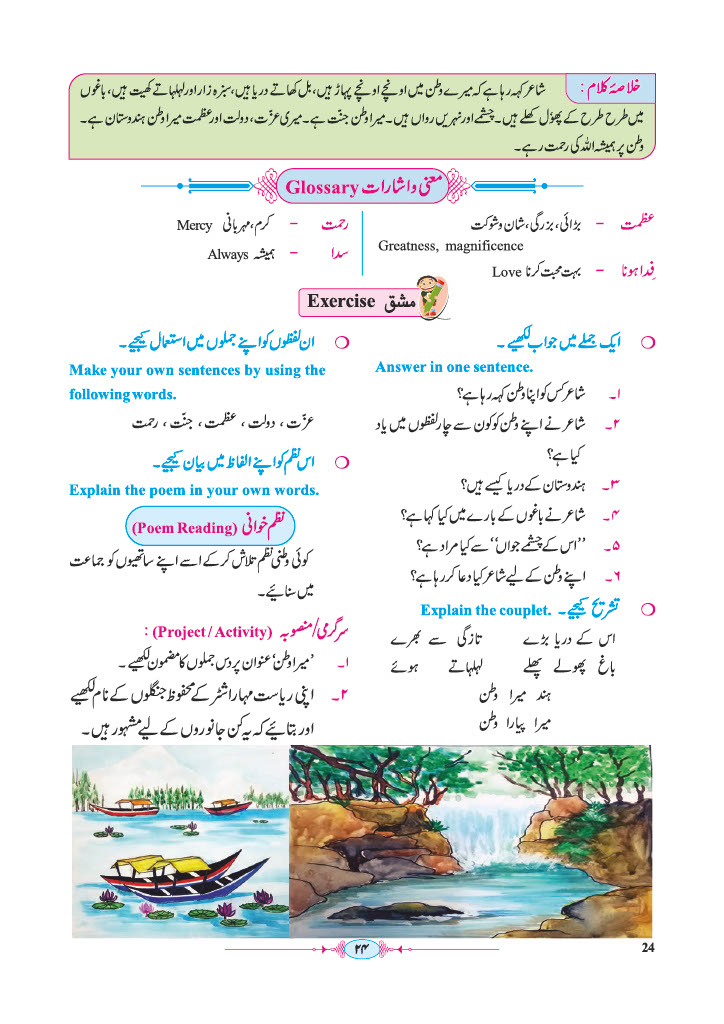 خلاصۂ کلام : شاعر کہہ رہا ہے کہ میرے وطن میں اونچے اونچے پہاڑ ہیں، بل کھاتے دریا ہیں، سبزہ زار اور لہلہاتے کھیت ہیں، باغوں
میں طرح طرح کے پھول کھلے ہیں۔ چشمے اور نہریں رواں ہیں۔ میرا وطن جنّت ہے۔ میری عزّت، دولت اور عظمت میرا وطن ہندوستان ہے۔
وطن پر ہمیشہ اللہ کی رحمت رہے۔
معنی و اشارات Glossary
عظمت – بڑائی، بزرگی، شان و شوکت
Greatness, magnificence
فِدا ہونا – بہت محبت کرنا Love
رحمت – کرم، مہربانی Mercy
سدا – ہمیشہ Always
مشق Exercise
ایک جملے میں جواب لکھیے۔
Answer in one sentence.
۱۔ شاعر کس کو اپنا وطن کہہ رہا ہے؟
۲۔ شاعر نے اپنے وطن کو کون سے چار لفظوں میں یاد
کیا ہے؟
۳۔ ہندوستان کے دریا کیسے ہیں؟
۴۔ شاعر نے باغوں کے بارے میں کیا کہا ہے؟
۵۔ ’’اس کے چشمے جواں‘‘ سے کیا مراد ہے؟
۶۔ اپنے وطن کے لیے شاعر کیا دعا کر رہا ہے؟
تشریح کیجیے۔ Explain the couplet.
اس کے دریا بڑے تازگی سے بھرے
باغ پھولے پھلے لہلہاتے ہوئے
ہند میرا وطن
میرا پیارا وطن
ان لفظوں کو اپنے جملوں میں استعمال کیجیے۔
Make your own sentences by using the
following words.
عزّت ، دولت ، عظمت ، جنّت ، رحمت
اس نظم کو اپنے الفاظ میں بیان کیجیے۔
Explain the poem in your own words.
نظم خوانی (Poem Reading)
کوئی وطنی نظم تلاش کرکے اسے اپنے ساتھیوں کو جماعت
میں سنائیے۔
سرگرمی/منصوبہ (Project / Activity) :
۱۔ ’میرا وطن‘ عنوان پر دس جملوں کا مضمون لکھیے۔
۲۔ اپنی ریاست مہاراشٹر کے محفوظ جنگلوں کے نام لکھیے
اور بتائیے کہ یہ کن جانوروں کے لیے مشہور ہیں۔
۲۴
24